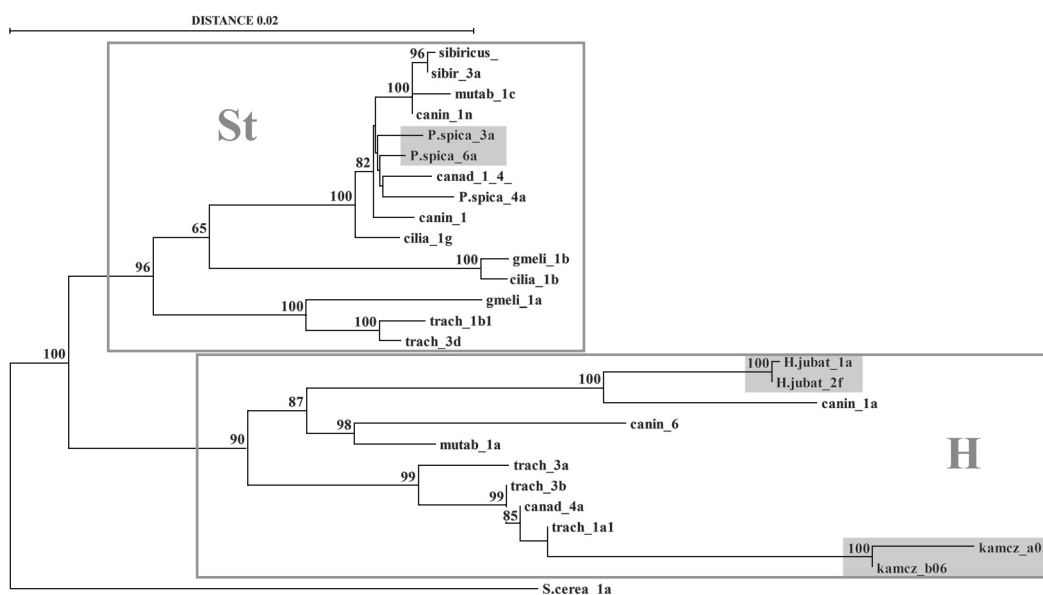 DISTANCE 0.02
96 sibiricus_
sibir_3a
100 mutab_1c
canin_1n
St
P.spica_3a
P.spica_6a
82 canad_1_4_
100 P.spica_4a
canin_1
cilia_1g
65
100 gmeli_1b
cilia_1b
96
gmeli_1a
100
100 trach_1b1
trach_3d
100
100 H.jubat_1a
H.jubat_2f
100
canin_1a
87
98 canin_6
mutab_1a
90
H
trach_3a
99
trach_3b
99
canad_4a
85
trach_1a1
100 kamcz_a0
kamcz_b06
S.cerea_1a